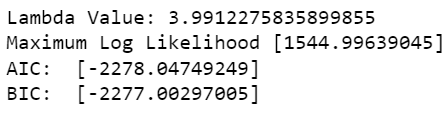 Lambda Value: 3.9912275835899855
Maximum Log Likelihood [1544.99639045]
AIC:  [-2278.04749249]
BIC:  [-2277.00297005]